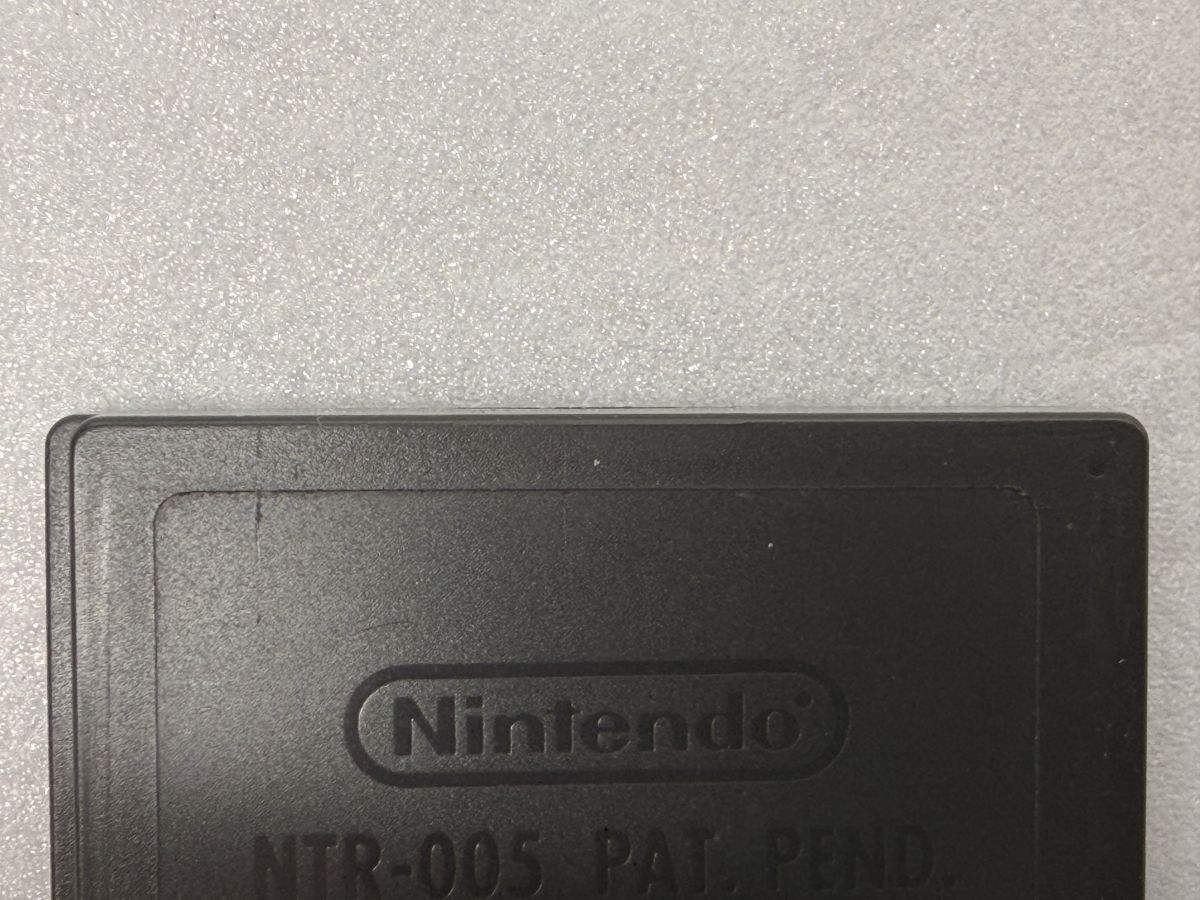 Nintendo
NTR-005 PAT. PEND.